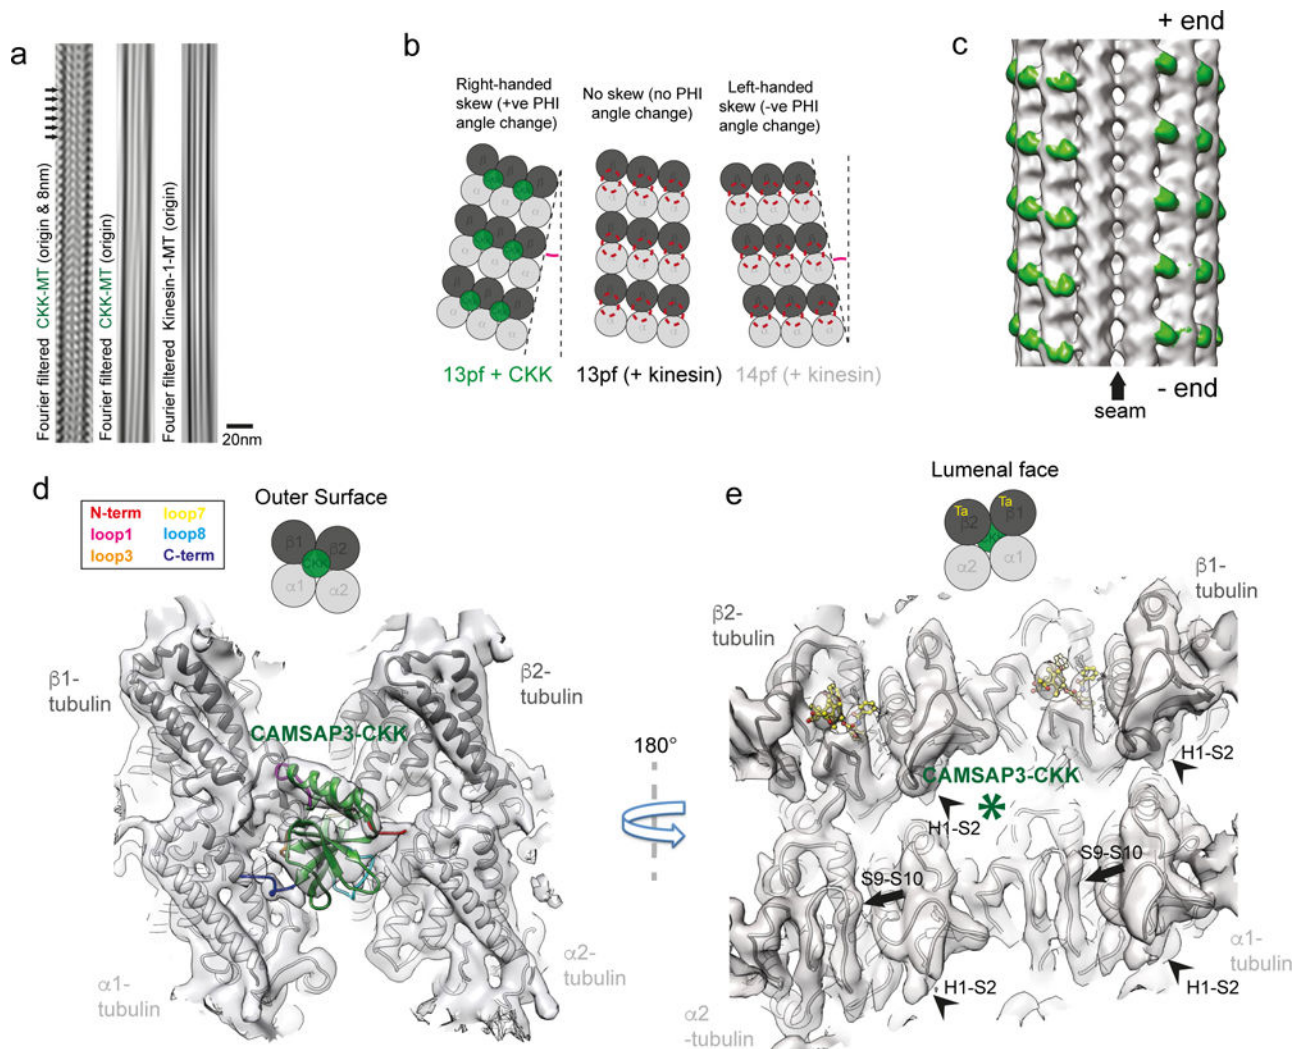 a
Fourier filtered CKK-MT (origin & 8nm)
Fourier filtered CKK-MT (origin)
Fourier filtered Kinesin-1-MT (origin)
20nm
b
Right-handed
skew (+ve PHI
angle change)
No skew (no PHI
angle change)
Left-handed
skew (-ve PHI
angle change)
13pf + CKK
13pf (+ kinesin)
14pf (+ kinesin)
c
+ end
- end
seam
d
N-term
loop1
loop3
loop7
loop8
C-term
Outer Surface
β1
β2
CKK
α1
α2
β1-
tubulin
β2-
tubulin
CAMSAP3-CKK
α1-
tubulin
α2-
tubulin
180°
e
Lumenal face
Ta
Ta
β2
β1
α2
α1
β2-
tubulin
β1-
tubulin
H1-S2
CAMSAP3-CKK
*
H1-S2
S9-S10
S9-S10
H1-S2
H1-S2
α1-
tubulin
α2
-tubulin